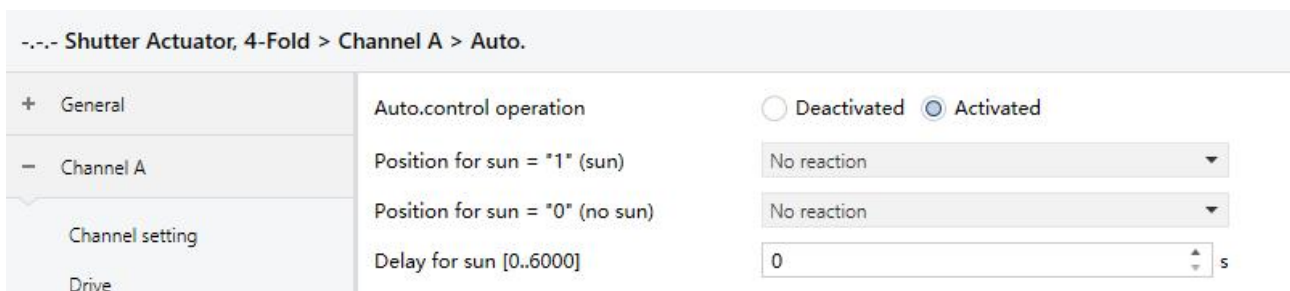 -.-.- Shutter Actuator, 4-Fold > Channel A > Auto.
+ General
Auto.control operation Deactivated Activated
− Channel A
Position for sun = "1" (sun) No reaction
Position for sun = "0" (no sun) No reaction
Channel setting
Delay for sun [0..6000] 0 s
Drive